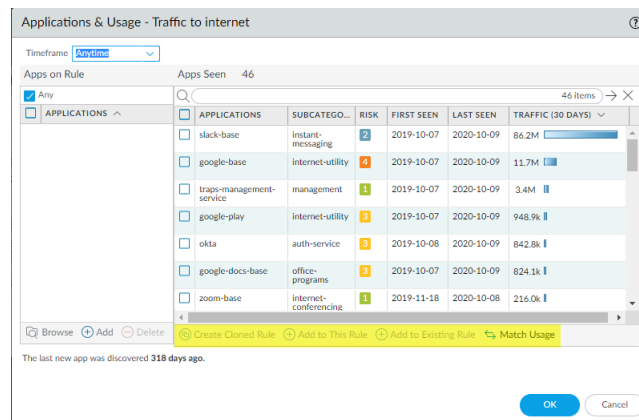 Applications & Usage - Traffic to internet
Timeframe Anytime
Apps on Rule
Apps Seen 46
Any
46 items
APPLICATIONS
APPLICATIONS SUBCATEGO... RISK FIRST SEEN LAST SEEN TRAFFIC (30 DAYS)
slack-base instant-messaging 2 2019-10-07 2020-10-09 86.2M
google-base internet-utility 4 2019-10-07 2020-10-09 11.7M
traps-management-service management 1 2019-10-07 2020-10-09 3.4M
google-play internet-utility 3 2019-10-07 2020-10-09 948.9k
okta auth-service 3 2019-10-08 2020-10-09 842.8k
google-docs-base office-programs 3 2019-10-07 2020-10-09 824.1k
zoom-base internet-conferencing 1 2019-11-18 2020-10-08 216.0k
Browse Add Delete
Create Cloned Rule Add to This Rule Add to Existing Rule Match Usage
The last new app was discovered 318 days ago.
OK Cancel